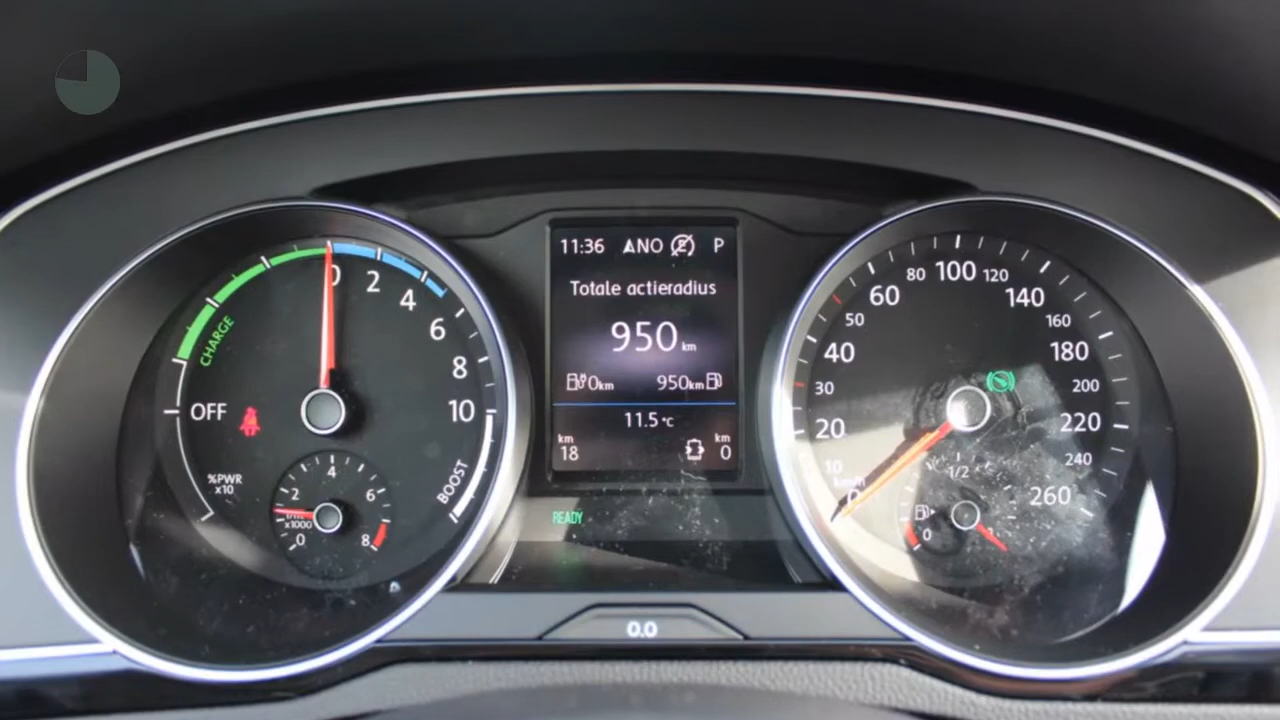 11:36 NO P
Totale actieradius
950 km
0km 950km
11.5 °C
km
18
km
0
READY
0.0
0
2
4
6
8
10
BOOST
CHARGE
OFF
%PWR
x10
0
2
4
6
8
x1000
0
10
20
30
40
50
60
80
100
120
140
160
180
200
220
240
260
km/h
0
1/2